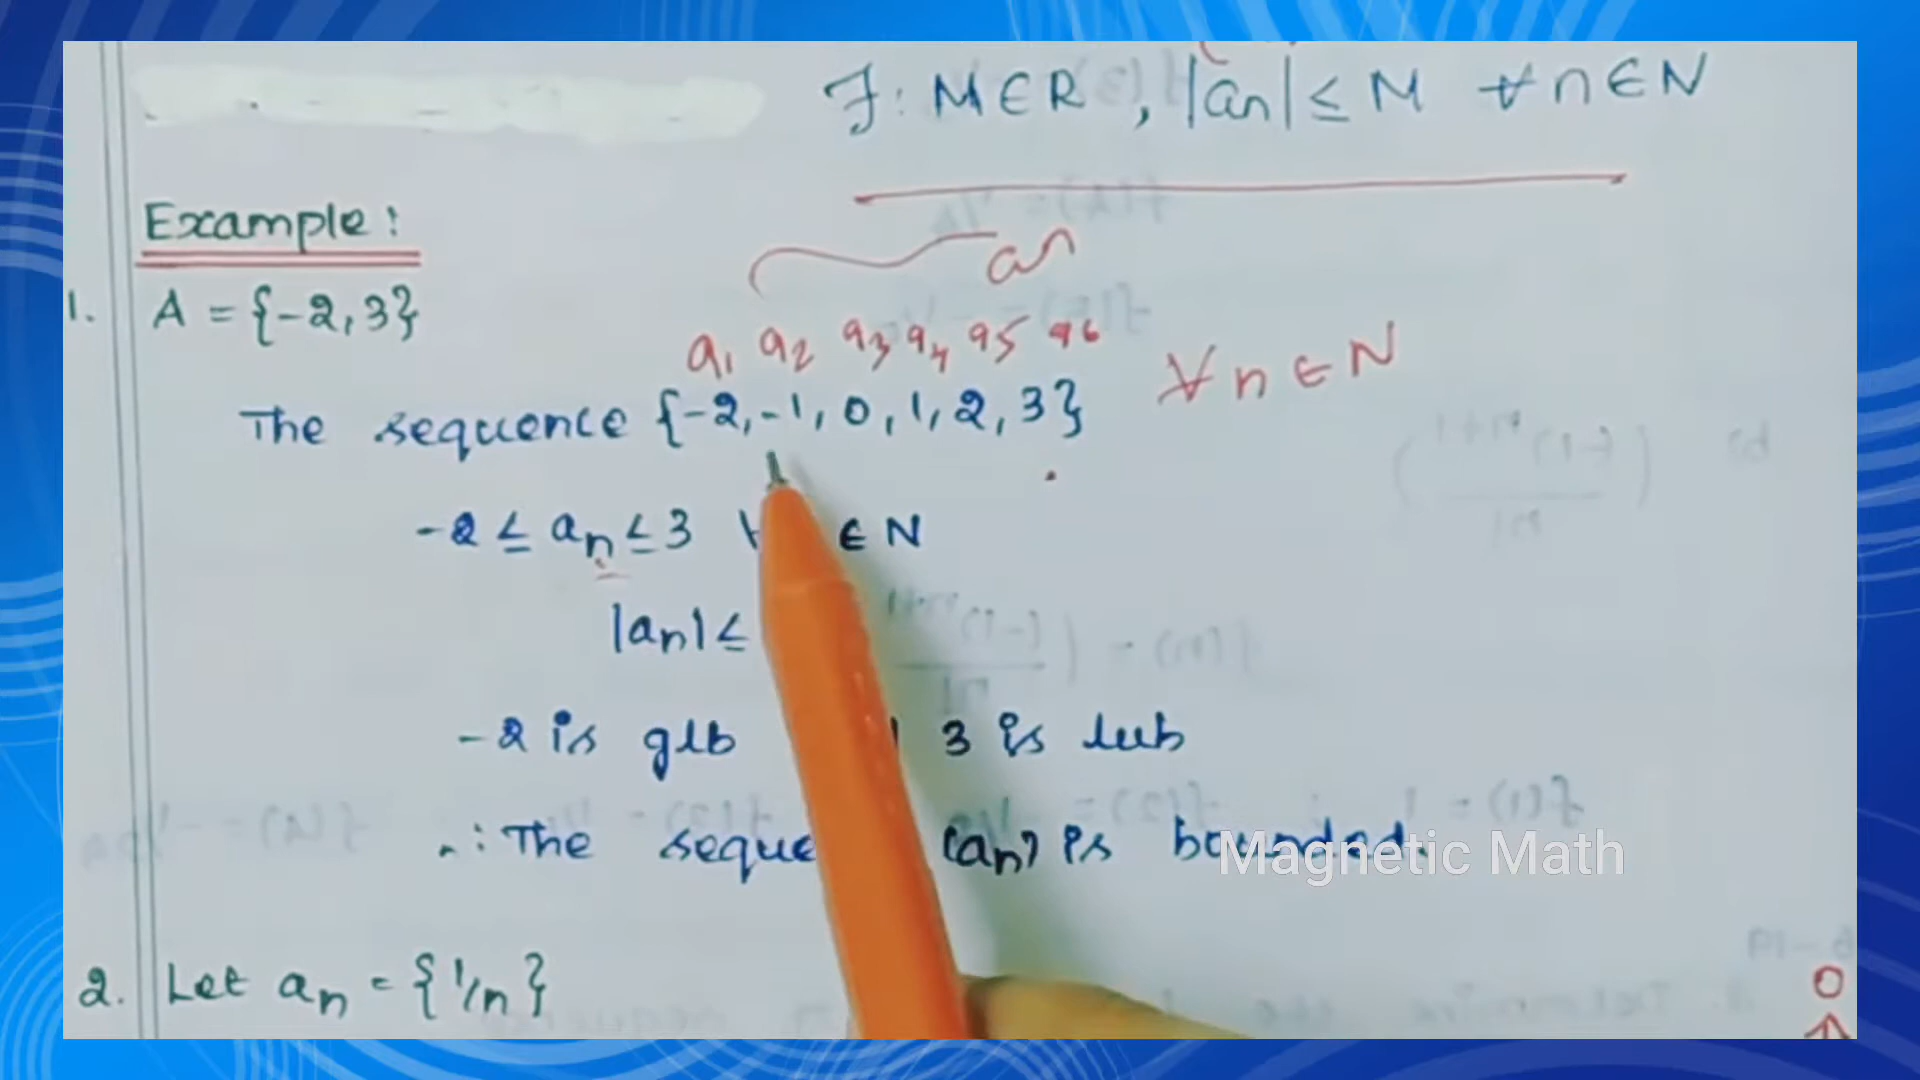 ∃: M∈R, |an| ≤ M ∀n∈N
Example:
1. A = {-2,3}
an
a1 a2 a3 a4 a5 a6 ∀n∈N
The sequence {-2,-1,0,1,2,3}
-2 ≤ an ≤ 3 ∈ N
|an| ≤
-2 is glb 3 is lub
∴ The (an) is bounded.
Magnetic Math
2. Let an = {1/n}
0